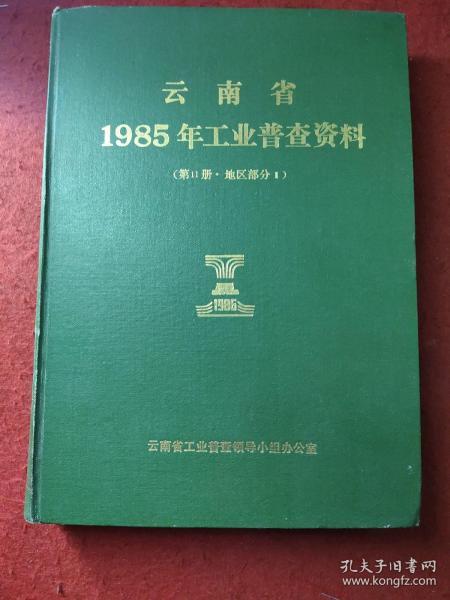 云南省
1985年工业普查资料
（第11册·地区部分Ⅱ）
1986
云南省工业普查领导小组办公室
孔夫子旧书网
www.kongfz.com